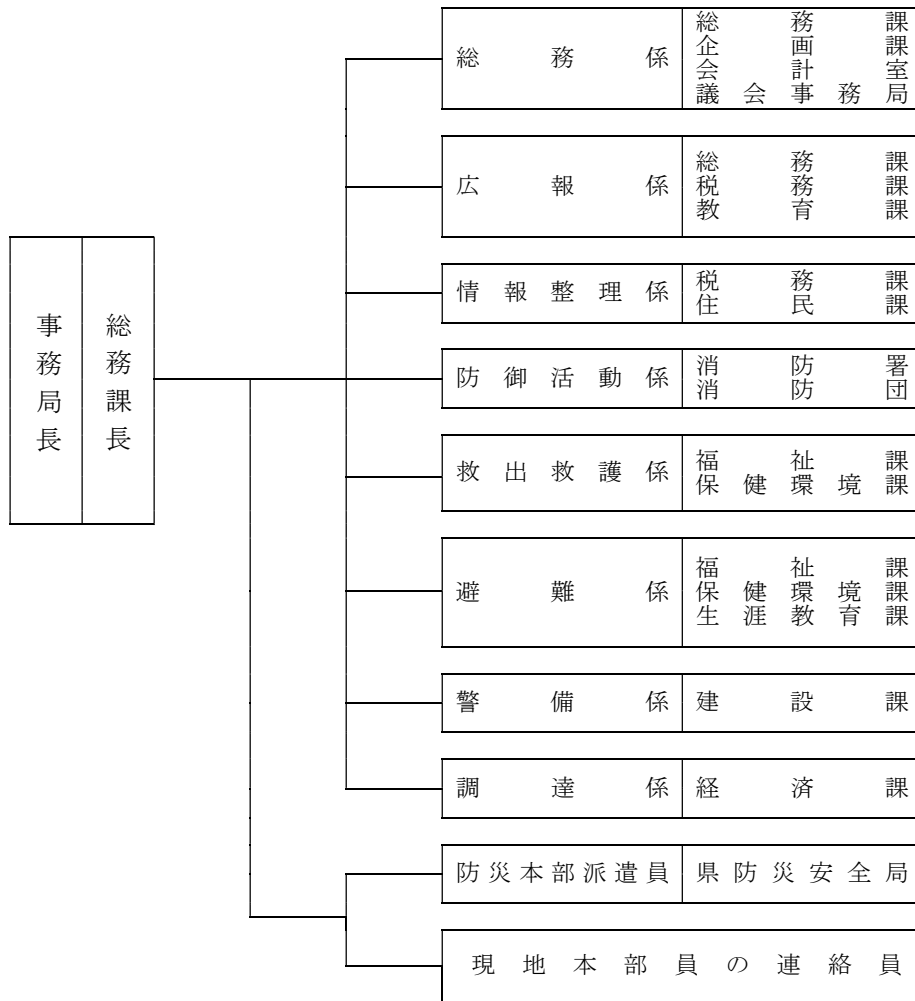 事務局長
総務課長
総務係
総務課
企画課
会計室
議会事務局
広報係
総務課
税務課
教育課
情報整理係
税務課
住民課
防御活動係
消防署
消防団
救出救護係
福祉課
保健環境課
避難係
福祉課
保健環境課
生涯教育課
警備係
建設課
調達係
経済課
防災本部派遣員
県防災安全局
現地本部員の連絡員